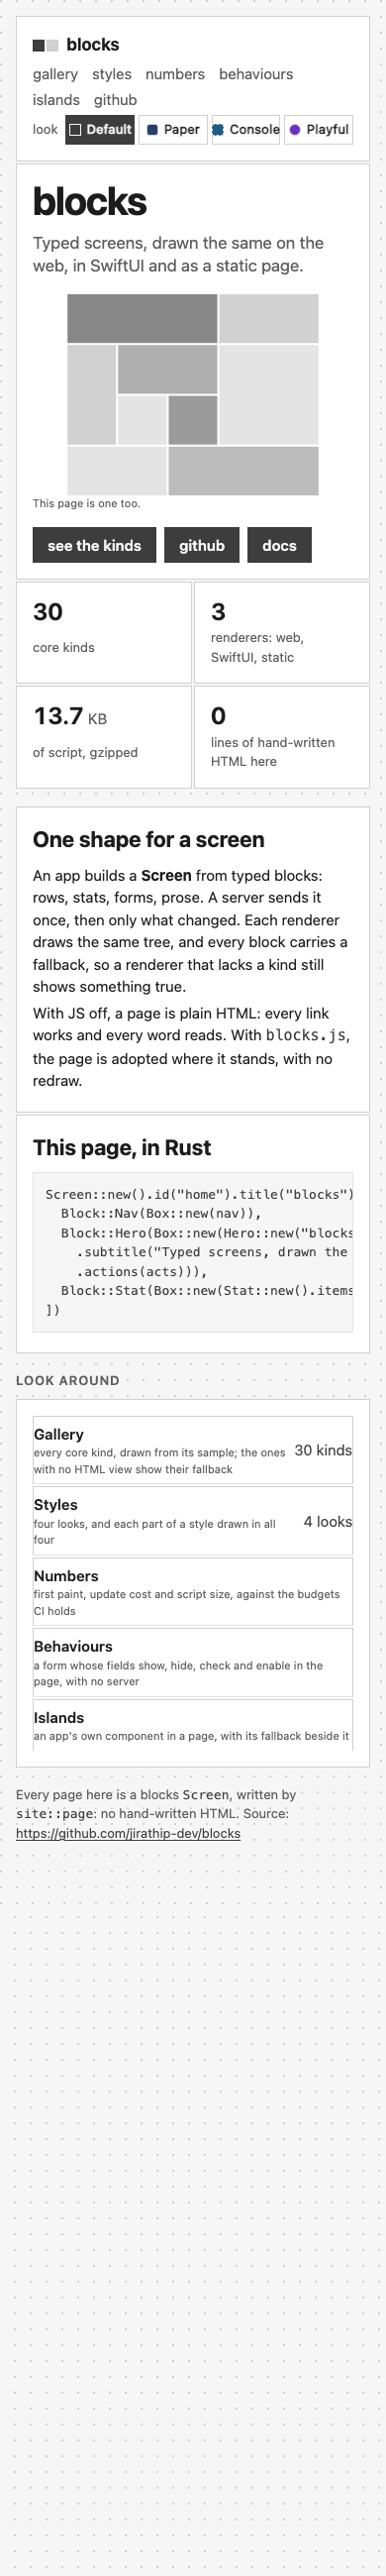 blocks
gallery styles numbers behaviours
islands github
look Default Paper Console Playful
blocks
Typed screens, drawn the same on the
web, in SwiftUI and as a static page.
This page is one too.
see the kinds github docs
30
core kinds
3
renderers: web,
SwiftUI, static
13.7 KB
of script, gzipped
0
lines of hand-written
HTML here
One shape for a screen
An app builds a Screen from typed blocks:
rows, stats, forms, prose. A server sends it
once, then only what changed. Each renderer
draws the same tree, and every block carries a
fallback, so a renderer that lacks a kind still
shows something true.
With JS off, a page is plain HTML: every link
works and every word reads. With blocks.js,
the page is adopted where it stands, with no
redraw.
This page, in Rust
Screen::new().id("home").title("blocks")
Block::Nav(Box::new(nav)),
Block::Hero(Box::new(Hero::new("blocks
.subtitle("Typed screens, drawn the
.actions(acts))),
Block::Stat(Box::new(Stat::new().items
])
LOOK AROUND
Gallery
every core kind, drawn from its sample; the ones
with no HTML view show their fallback
30 kinds
Styles
four looks, and each part of a style drawn in all
four
4 looks
Numbers
first paint, update cost and script size, against the budgets
CI holds
Behaviours
a form whose fields show, hide, check and enable in the
page, with no server
Islands
an app's own component in a page, with its fallback beside it
Every page here is a blocks Screen, written by
site::page: no hand-written HTML. Source:
https://github.com/jirathip-dev/blocks